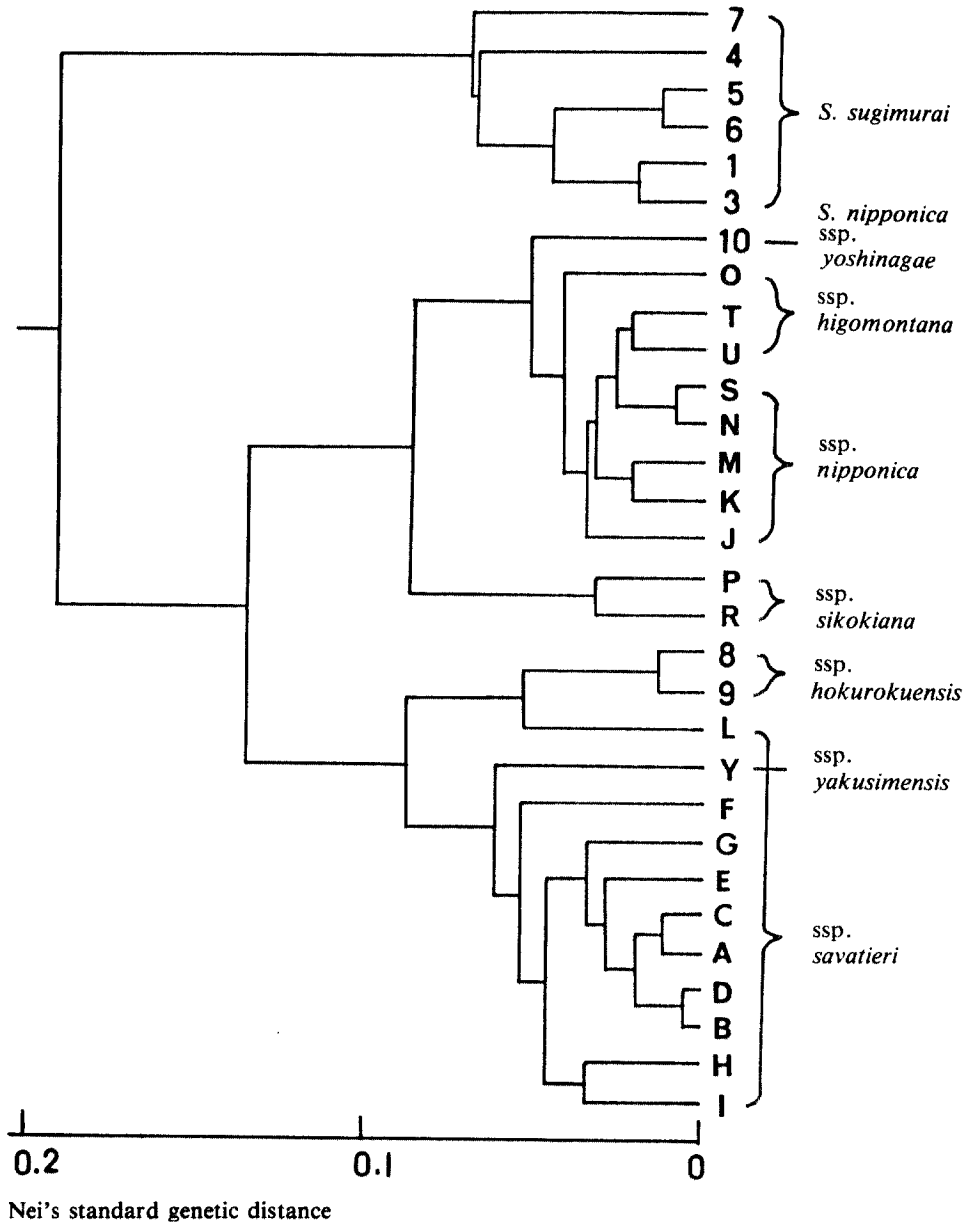 7
4
5
6
1
3
S. sugimurai
S. nipponica
10
ssp.
yoshinagae
O
T
U
ssp.
higomontana
S
N
M
K
J
ssp.
nipponica
P
R
ssp.
sikokiana
8
9
ssp.
hokurokuensis
L
Y
ssp.
yakusimensis
F
G
E
C
A
D
B
H
I
ssp.
savatieri
0.2
0.1
0
Nei's standard genetic distance